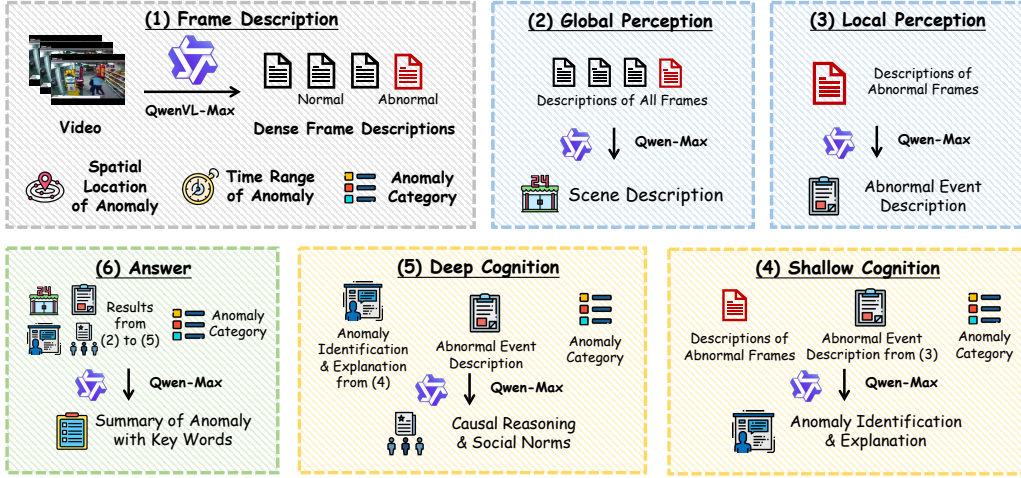 (1) Frame Description
QwenVL-Max
Video
Normal
Abnormal
Dense Frame Descriptions
Spatial
Location
of Anomaly
Time Range
of Anomaly
Anomaly
Category
(2) Global Perception
Descriptions of All Frames
Qwen-Max
24
Scene Description
(3) Local Perception
Descriptions of
Abnormal Frames
Qwen-Max
Abnormal Event
Description
(6) Answer
Results
from
(2) to (5)
Anomaly
Category
Qwen-Max
Summary of Anomaly
with Key Words
(5) Deep Cognition
Anomaly
Identification
& Explanation
from (4)
Abnormal Event
Description
Anomaly
Category
Qwen-Max
Causal Reasoning
& Social Norms
(4) Shallow Cognition
Descriptions of
Abnormal Frames
Abnormal Event
Description from (3)
Anomaly
Category
Qwen-Max
Anomaly Identification
& Explanation